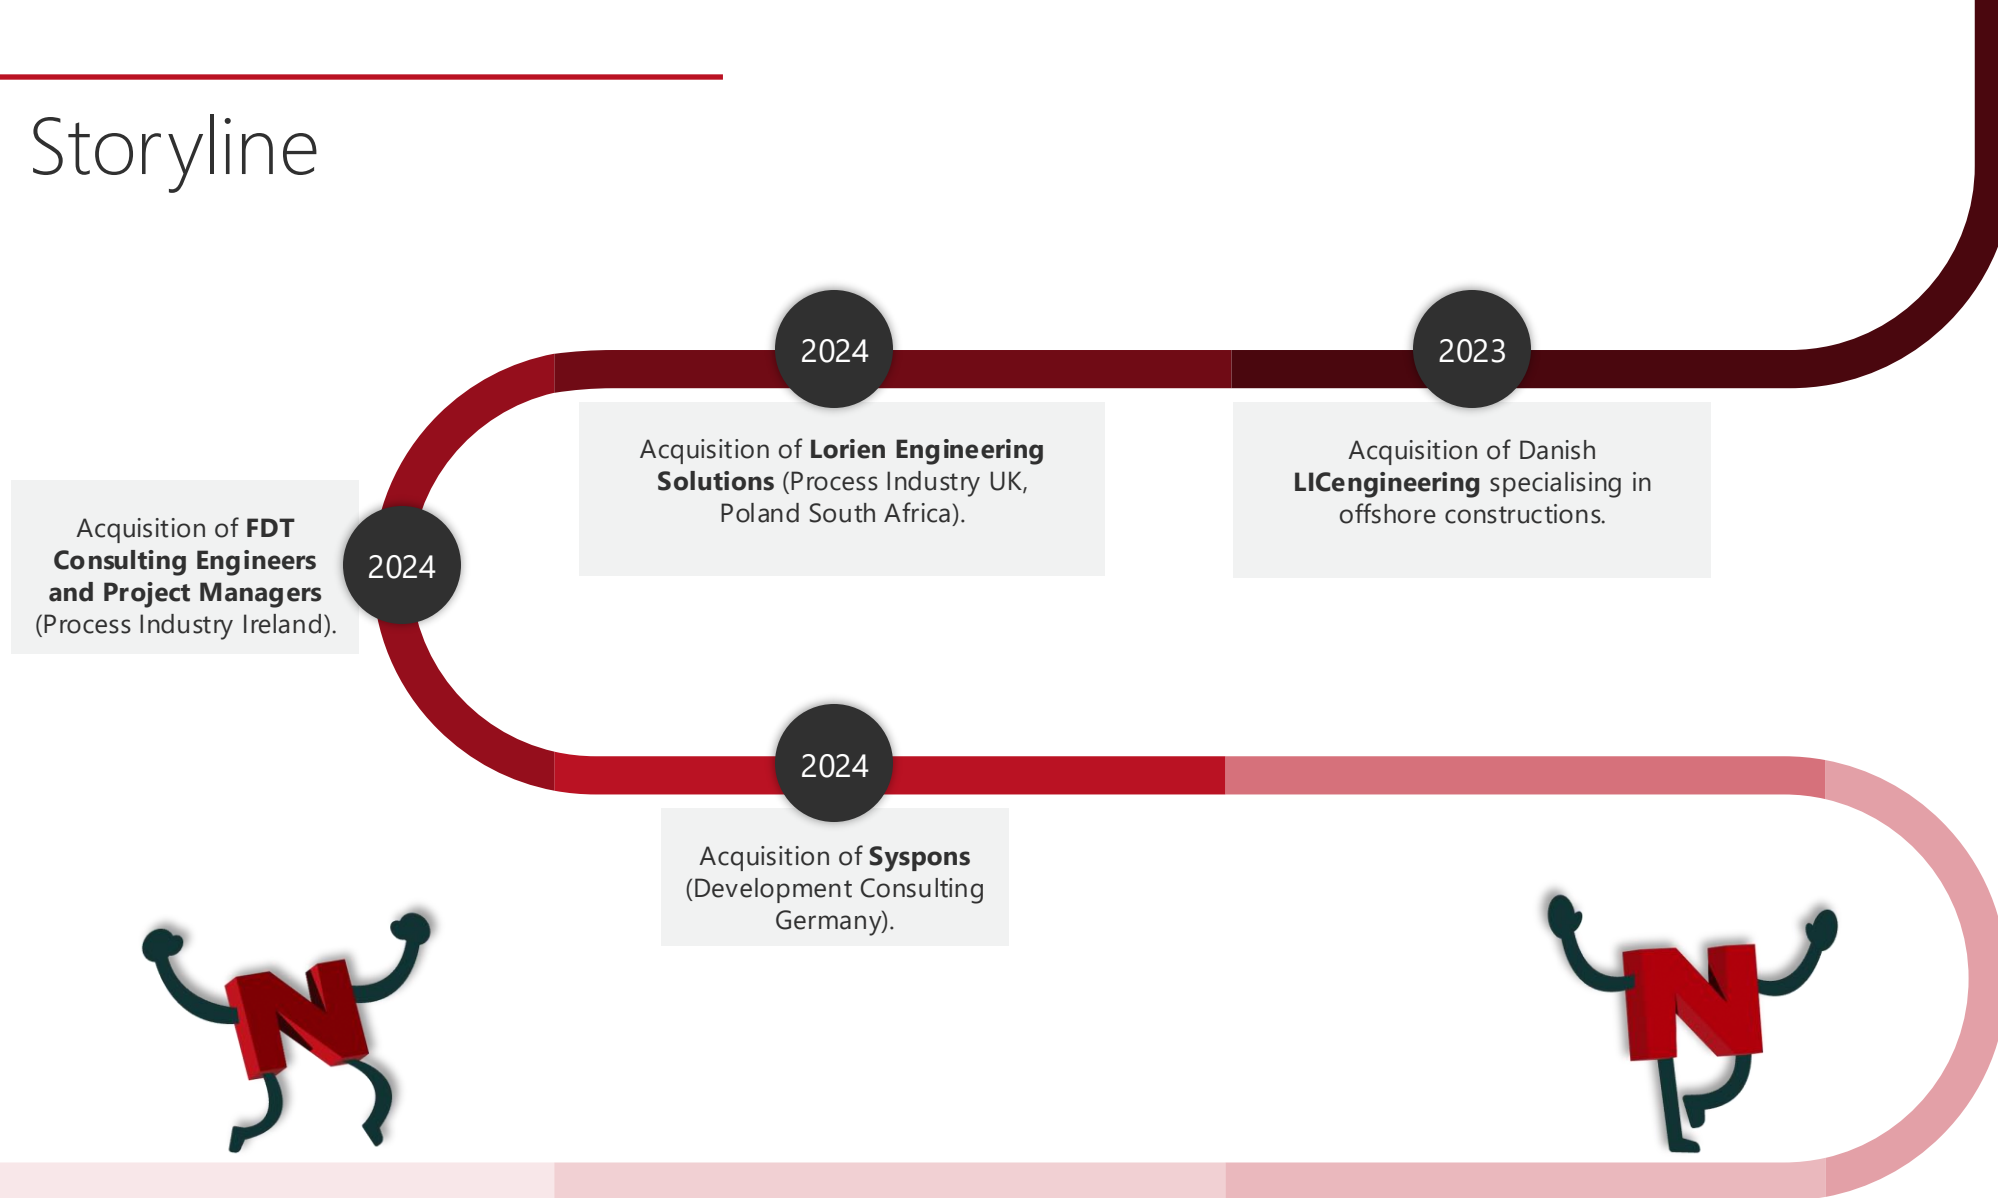 Storyline
2023
Acquisition of Danish
LICengineering specialising in
offshore constructions.
2024
Acquisition of Lorien Engineering
Solutions (Process Industry UK,
Poland South Africa).
2024
Acquisition of FDT
Consulting Engineers
and Project Managers
(Process Industry Ireland).
2024
Acquisition of Syspons
(Development Consulting
Germany).
N
N